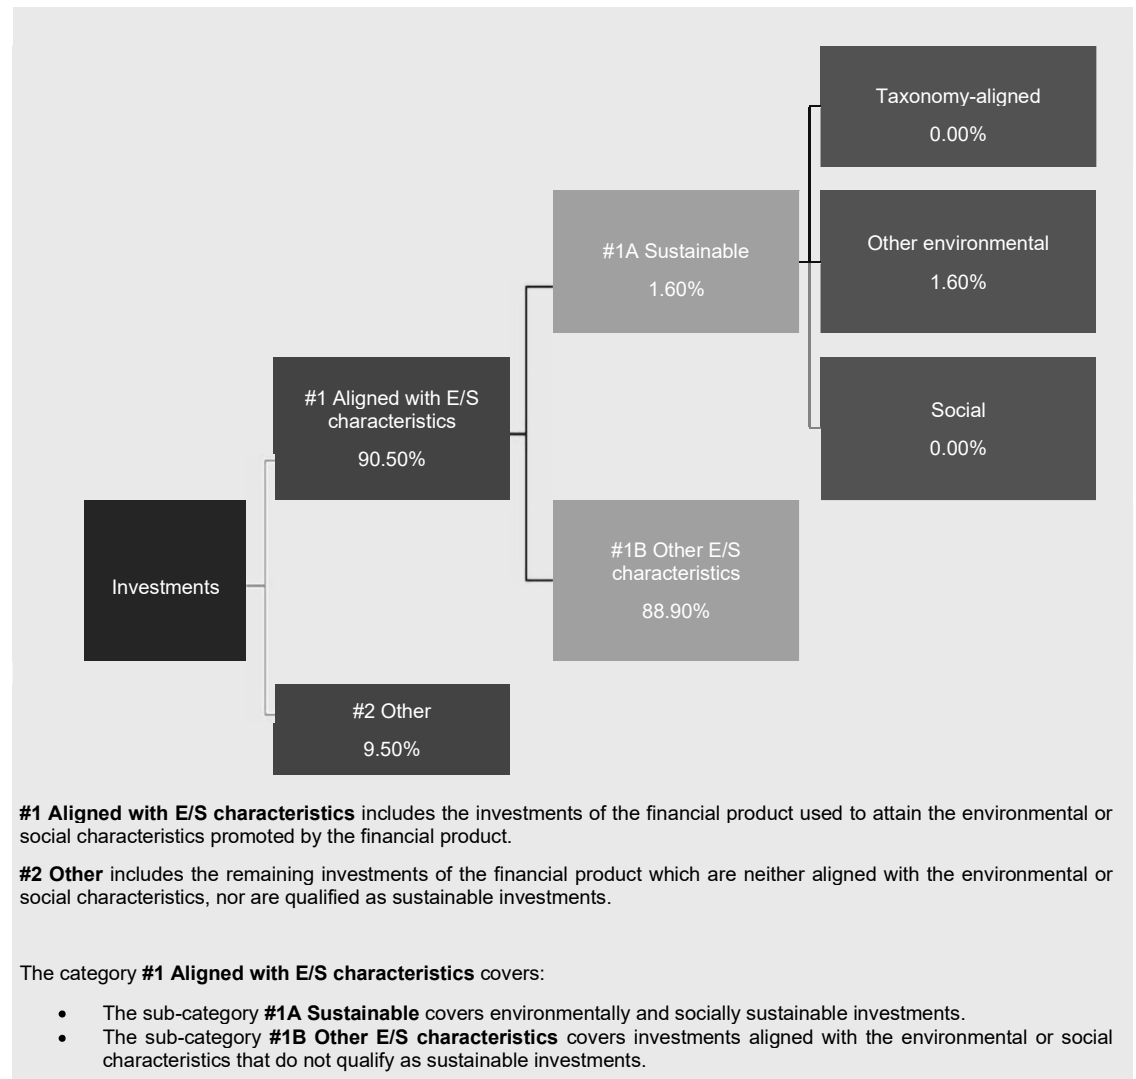 Taxonomy-aligned
0.00%
Other environmental
1.60%
#1A Sustainable
1.60%
Social
0.00%
#1 Aligned with E/S
characteristics
90.50%
#1B Other E/S
characteristics
88.90%
Investments
#2 Other
9.50%
#1 Aligned with E/S characteristics includes the investments of the financial product used to attain the environmental or
social characteristics promoted by the financial product.
#2 Other includes the remaining investments of the financial product which are neither aligned with the environmental or
social characteristics, nor are qualified as sustainable investments.
The category #1 Aligned with E/S characteristics covers:
• The sub-category #1A Sustainable covers environmentally and socially sustainable investments.
• The sub-category #1B Other E/S characteristics covers investments aligned with the environmental or social
characteristics that do not qualify as sustainable investments.